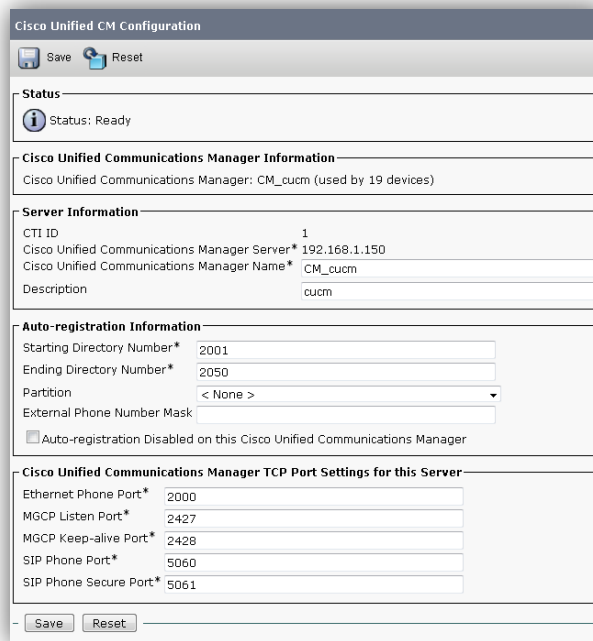 Cisco Unified CM Configuration
Save Reset
Status
i Status: Ready
Cisco Unified Communications Manager Information
Cisco Unified Communications Manager: CM_cucm (used by 19 devices)
Server Information
CTI ID 1
Cisco Unified Communications Manager Server* 192.168.1.150
Cisco Unified Communications Manager Name* CM_cucm
Description cucm
Auto-registration Information
Starting Directory Number* 2001
Ending Directory Number* 2050
Partition < None >
External Phone Number Mask
Auto-registration Disabled on this Cisco Unified Communications Manager
Cisco Unified Communications Manager TCP Port Settings for this Server
Ethernet Phone Port* 2000
MGCP Listen Port* 2427
MGCP Keep-alive Port* 2428
SIP Phone Port* 5060
SIP Phone Secure Port* 5061
Save Reset